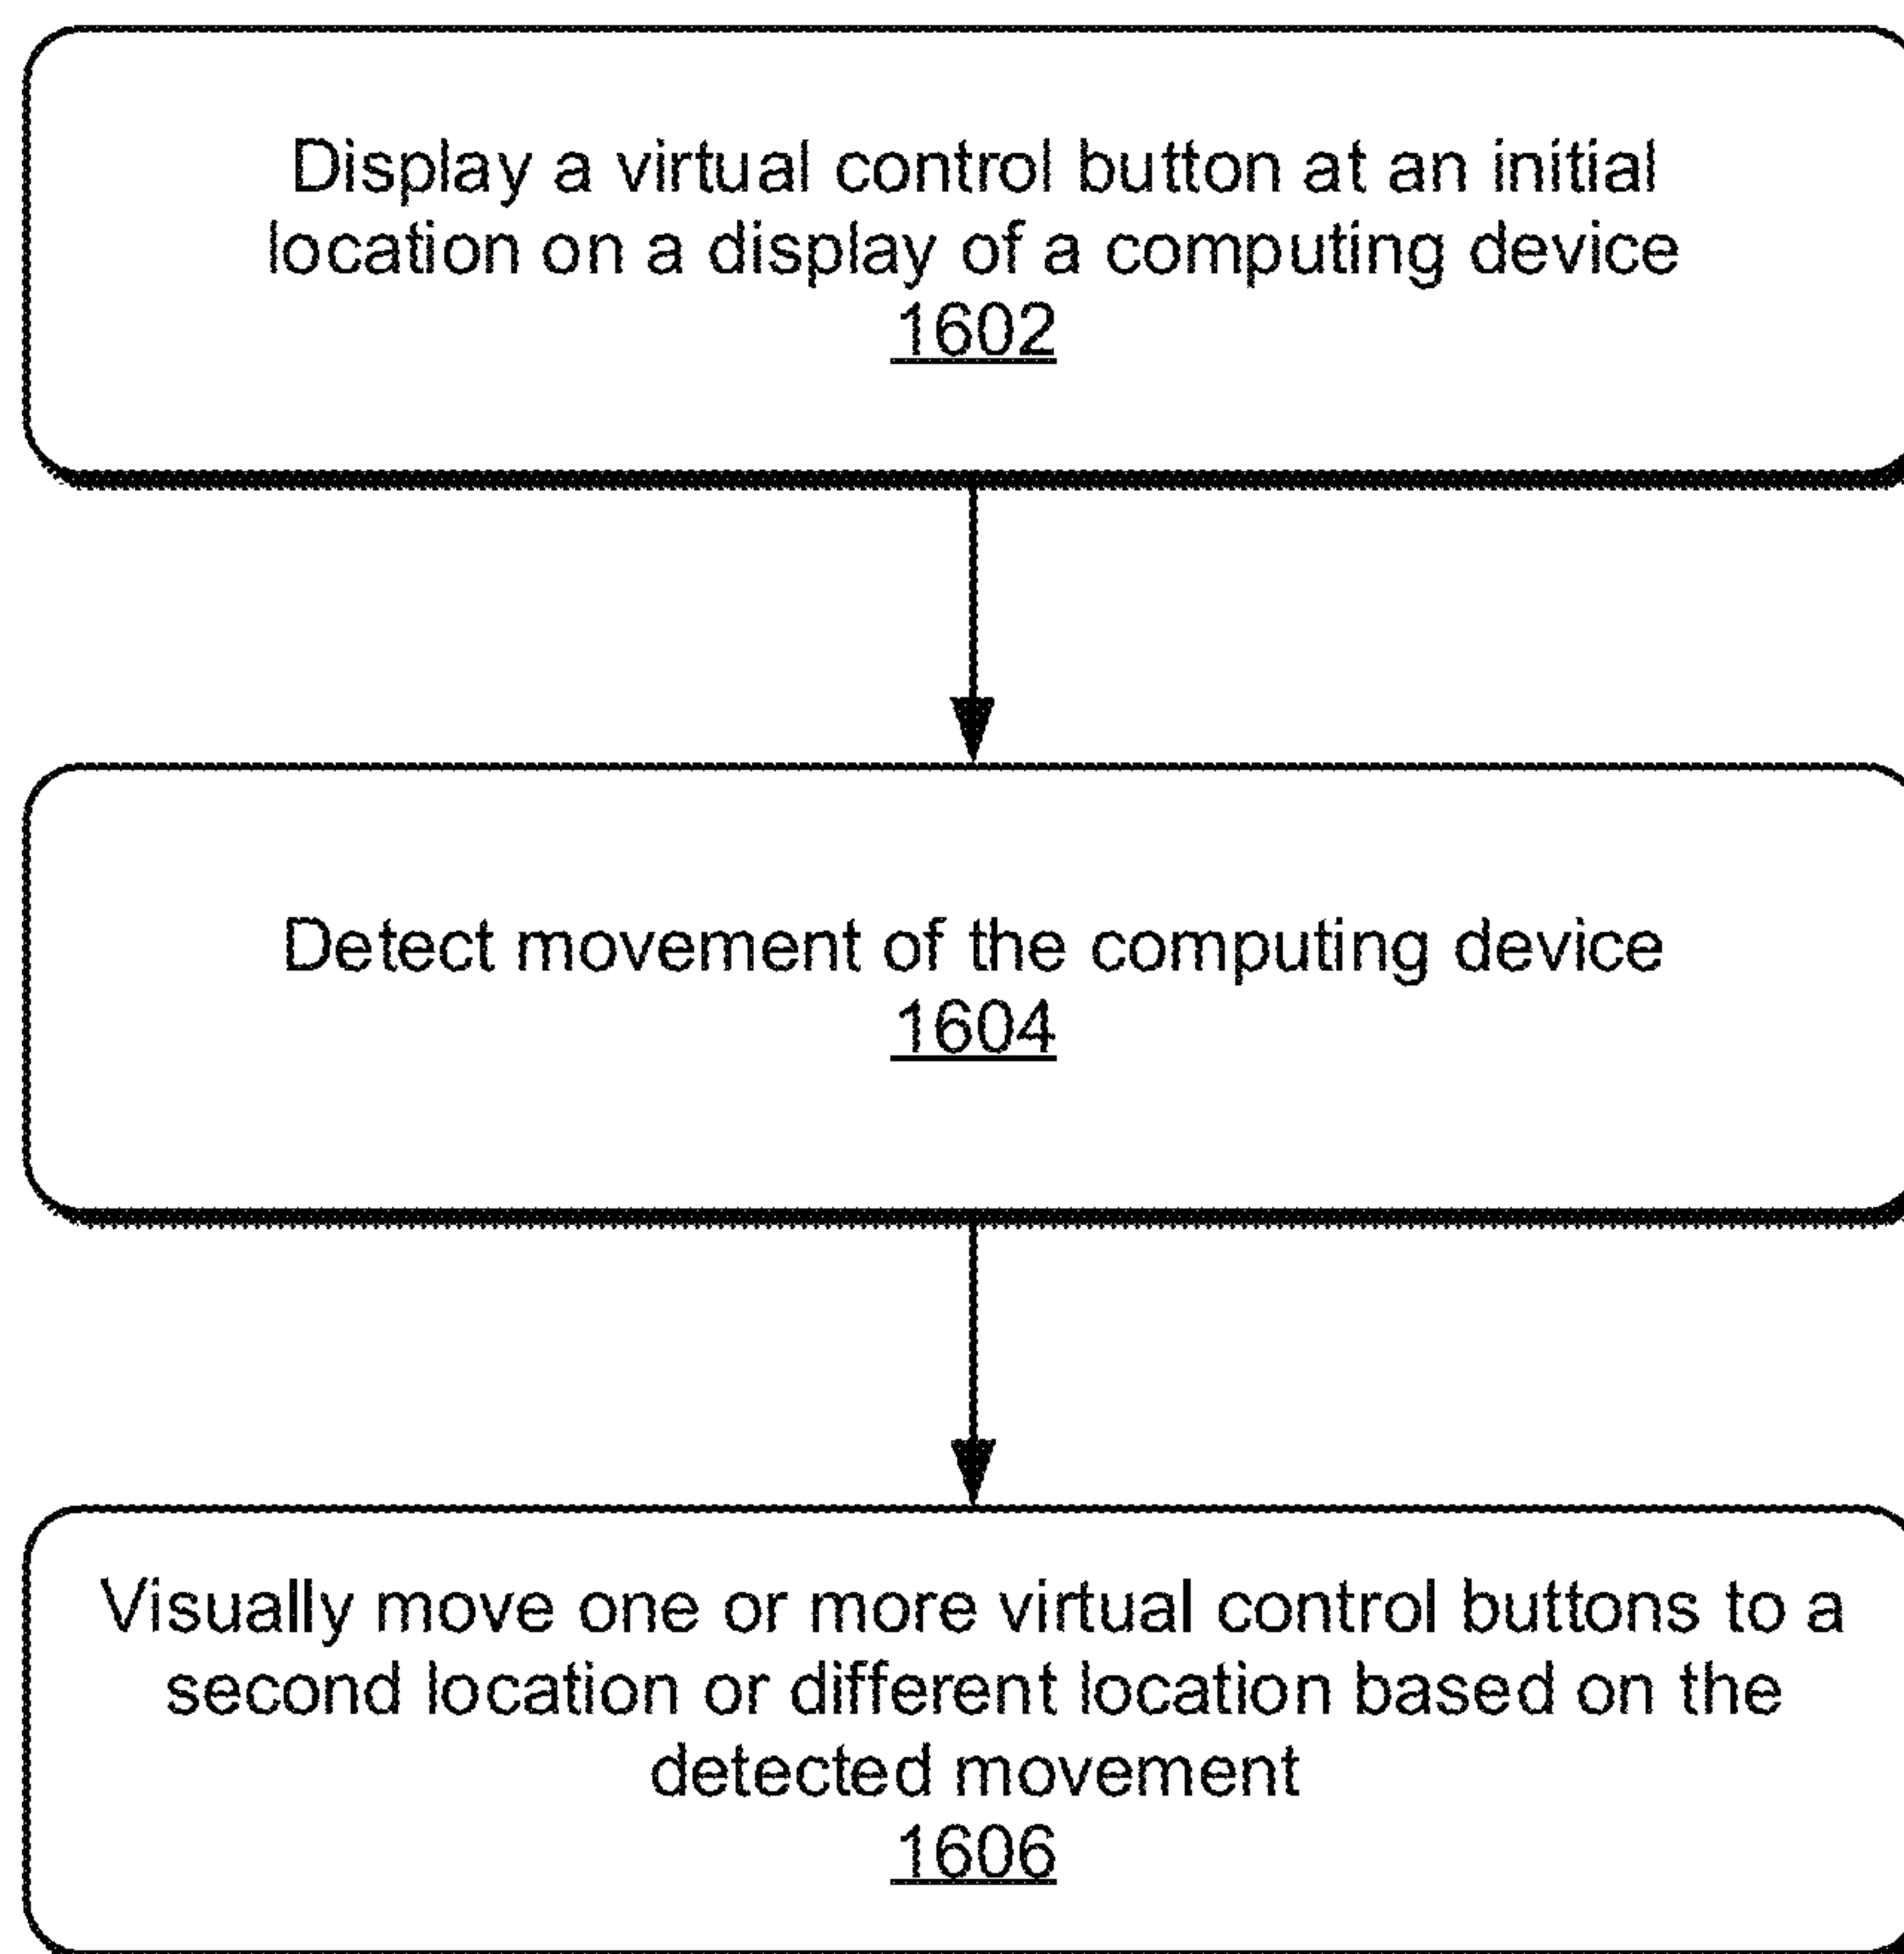 Display a virtual control button at an initial
location on a display of a computing device
1602
Detect movement of the computing device
1604
Visually move one or more virtual control buttons to a
second location or different location based on the
detected movement
1606